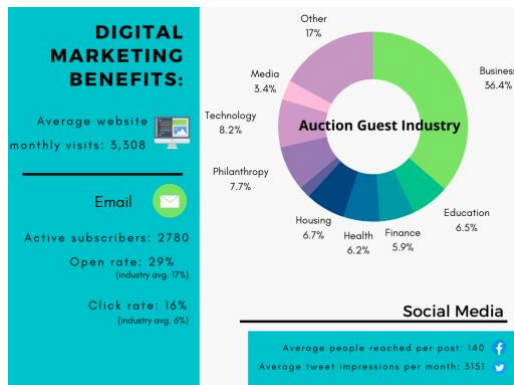 DIGITAL
MARKETING
BENEFITS:
Average website
monthly visits: 3,308
Email
Active subscribers: 2780
Open rate: 29%
(industry avg. 17%)
Click rate: 16%
(industry avg. 6%)
Auction Guest Industry
Other
17%
Business
36.4%
Education
6.5%
Finance
5.9%
Health
6.2%
Housing
6.7%
Philanthropy
7.7%
Technology
8.2%
Media
3.4%
Social Media
Average people reached per post: 140
Average tweet impressions per month: 3151